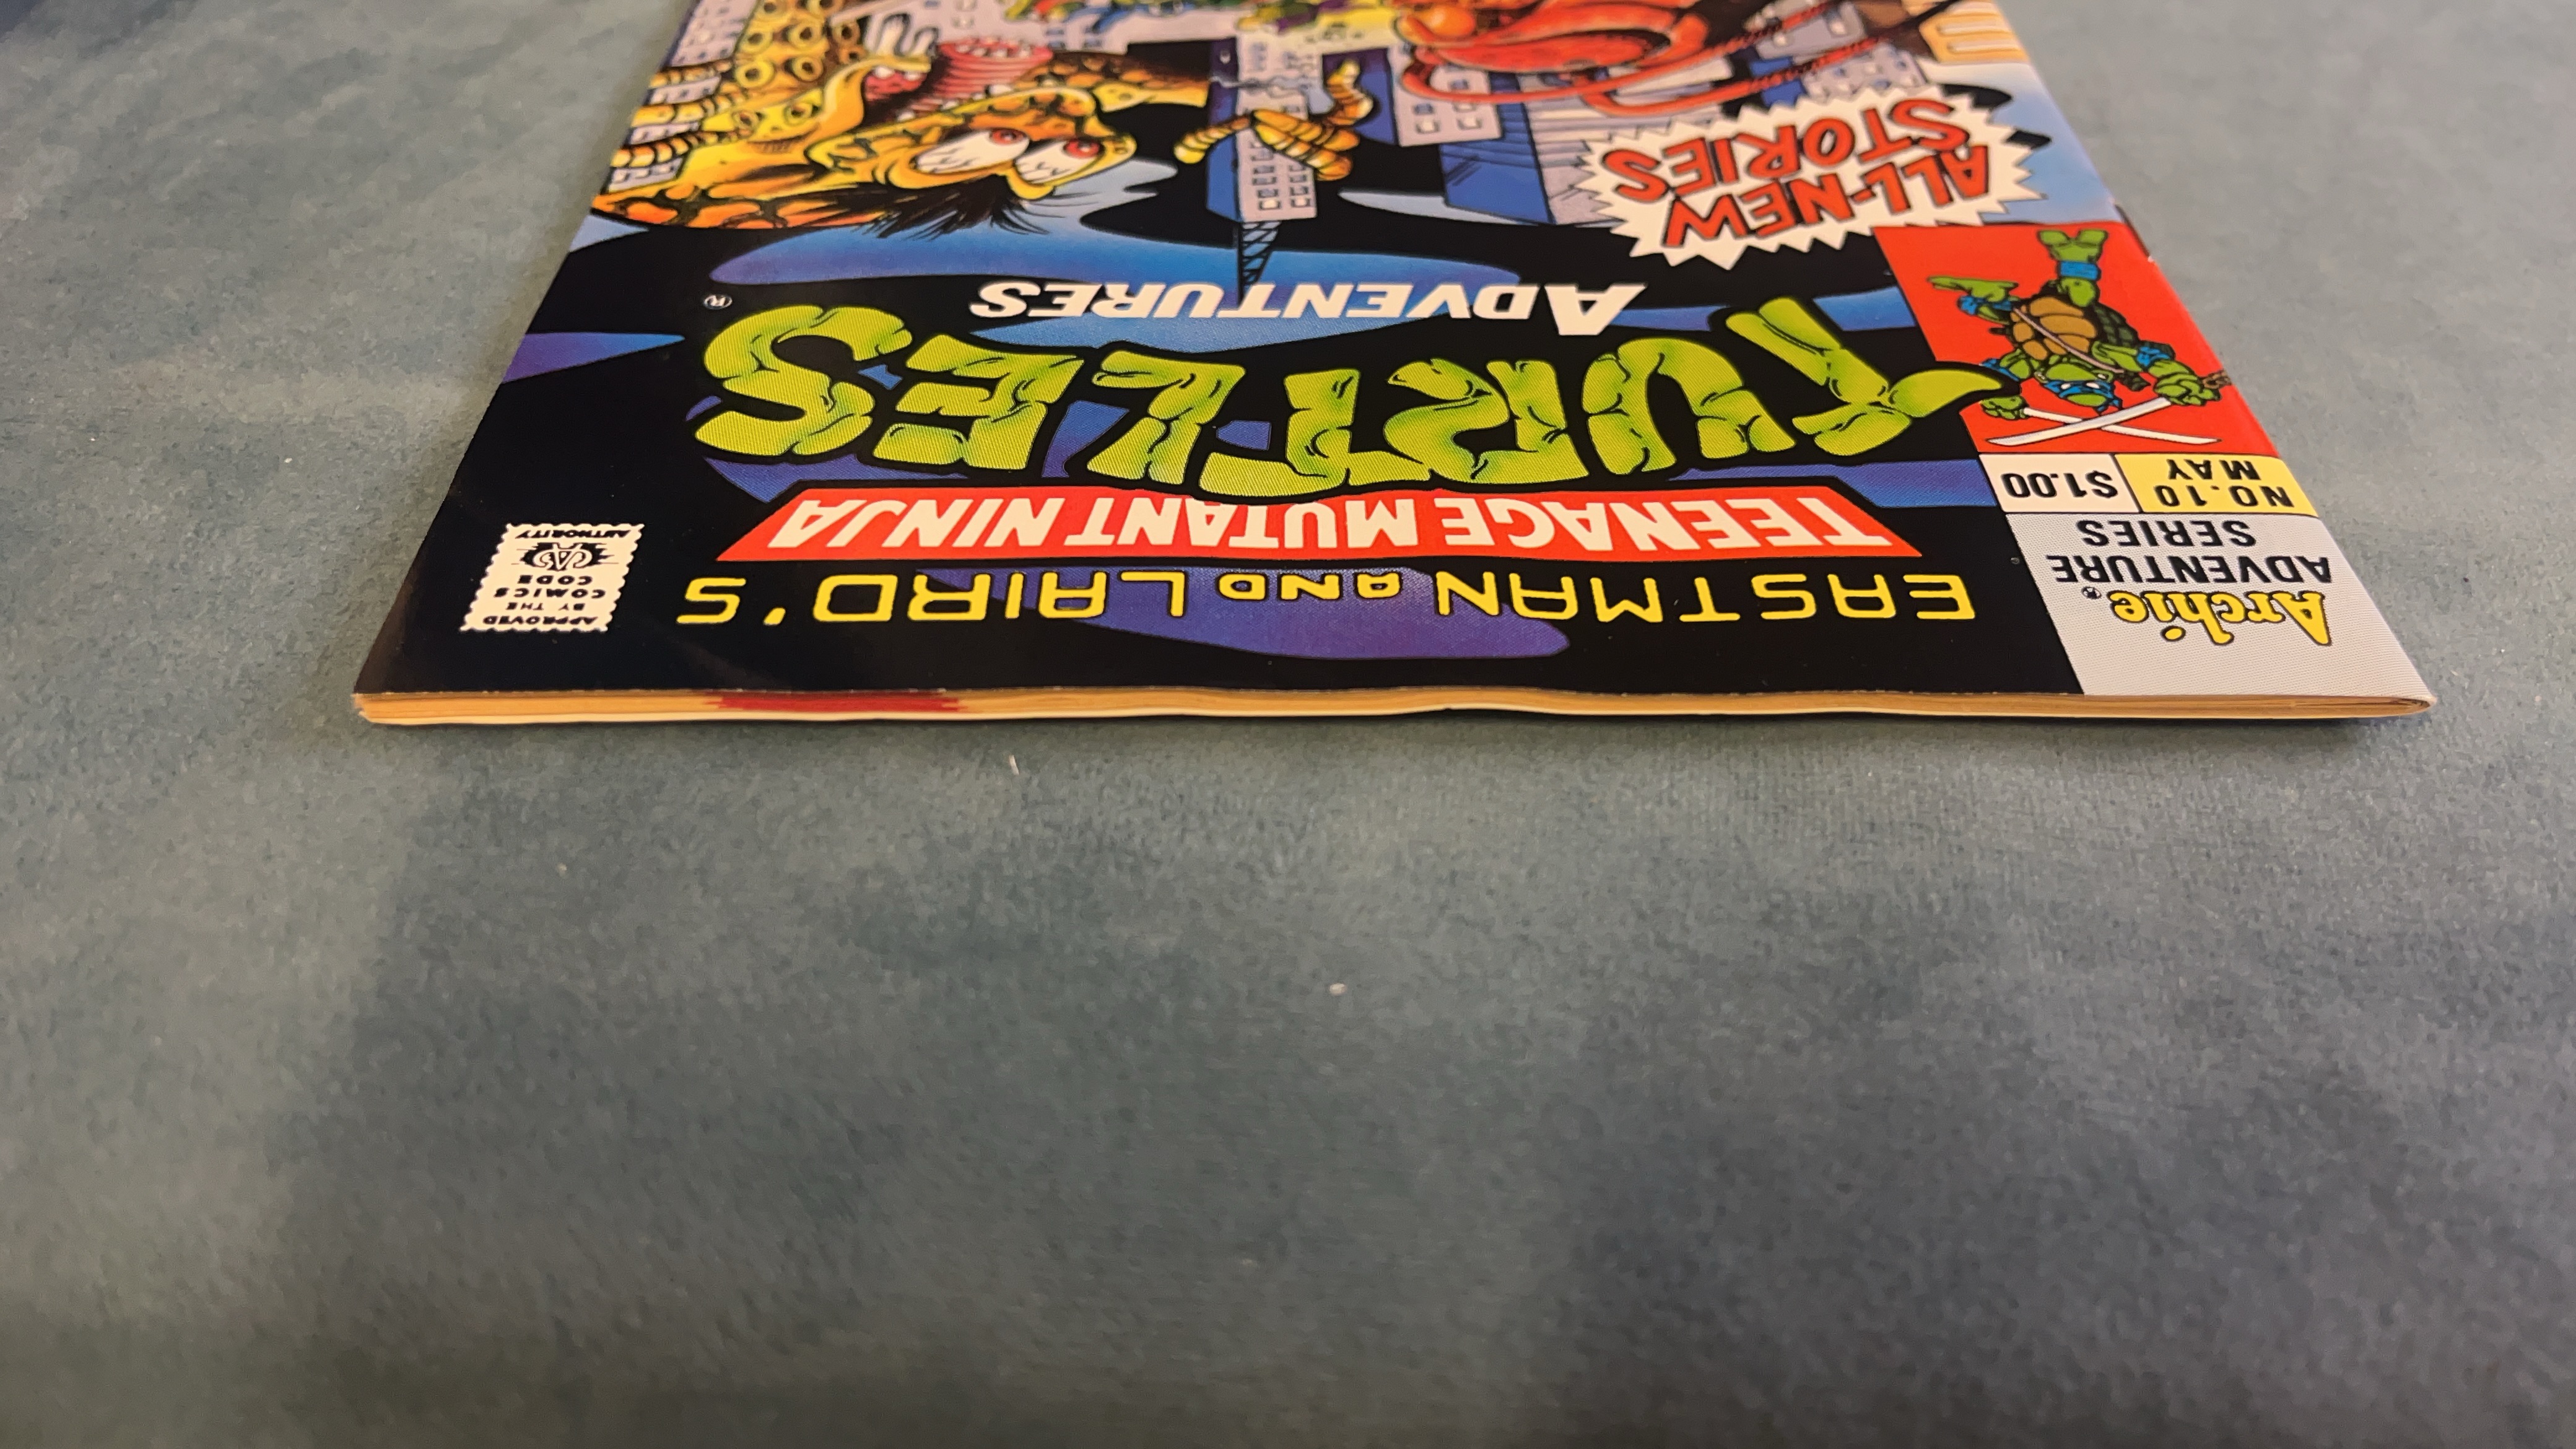 Archie®
ADVENTURE
SERIES
NO.10
MAY
$1.00
EASTMAN AND LAIRD'S
TEENAGE MUTANT NINJA
TURTLES
ADVENTURES
®
APPROVED
BY THE
COMICS
CODE
CA
AUTHORITY
ALL-NEW
STORIES